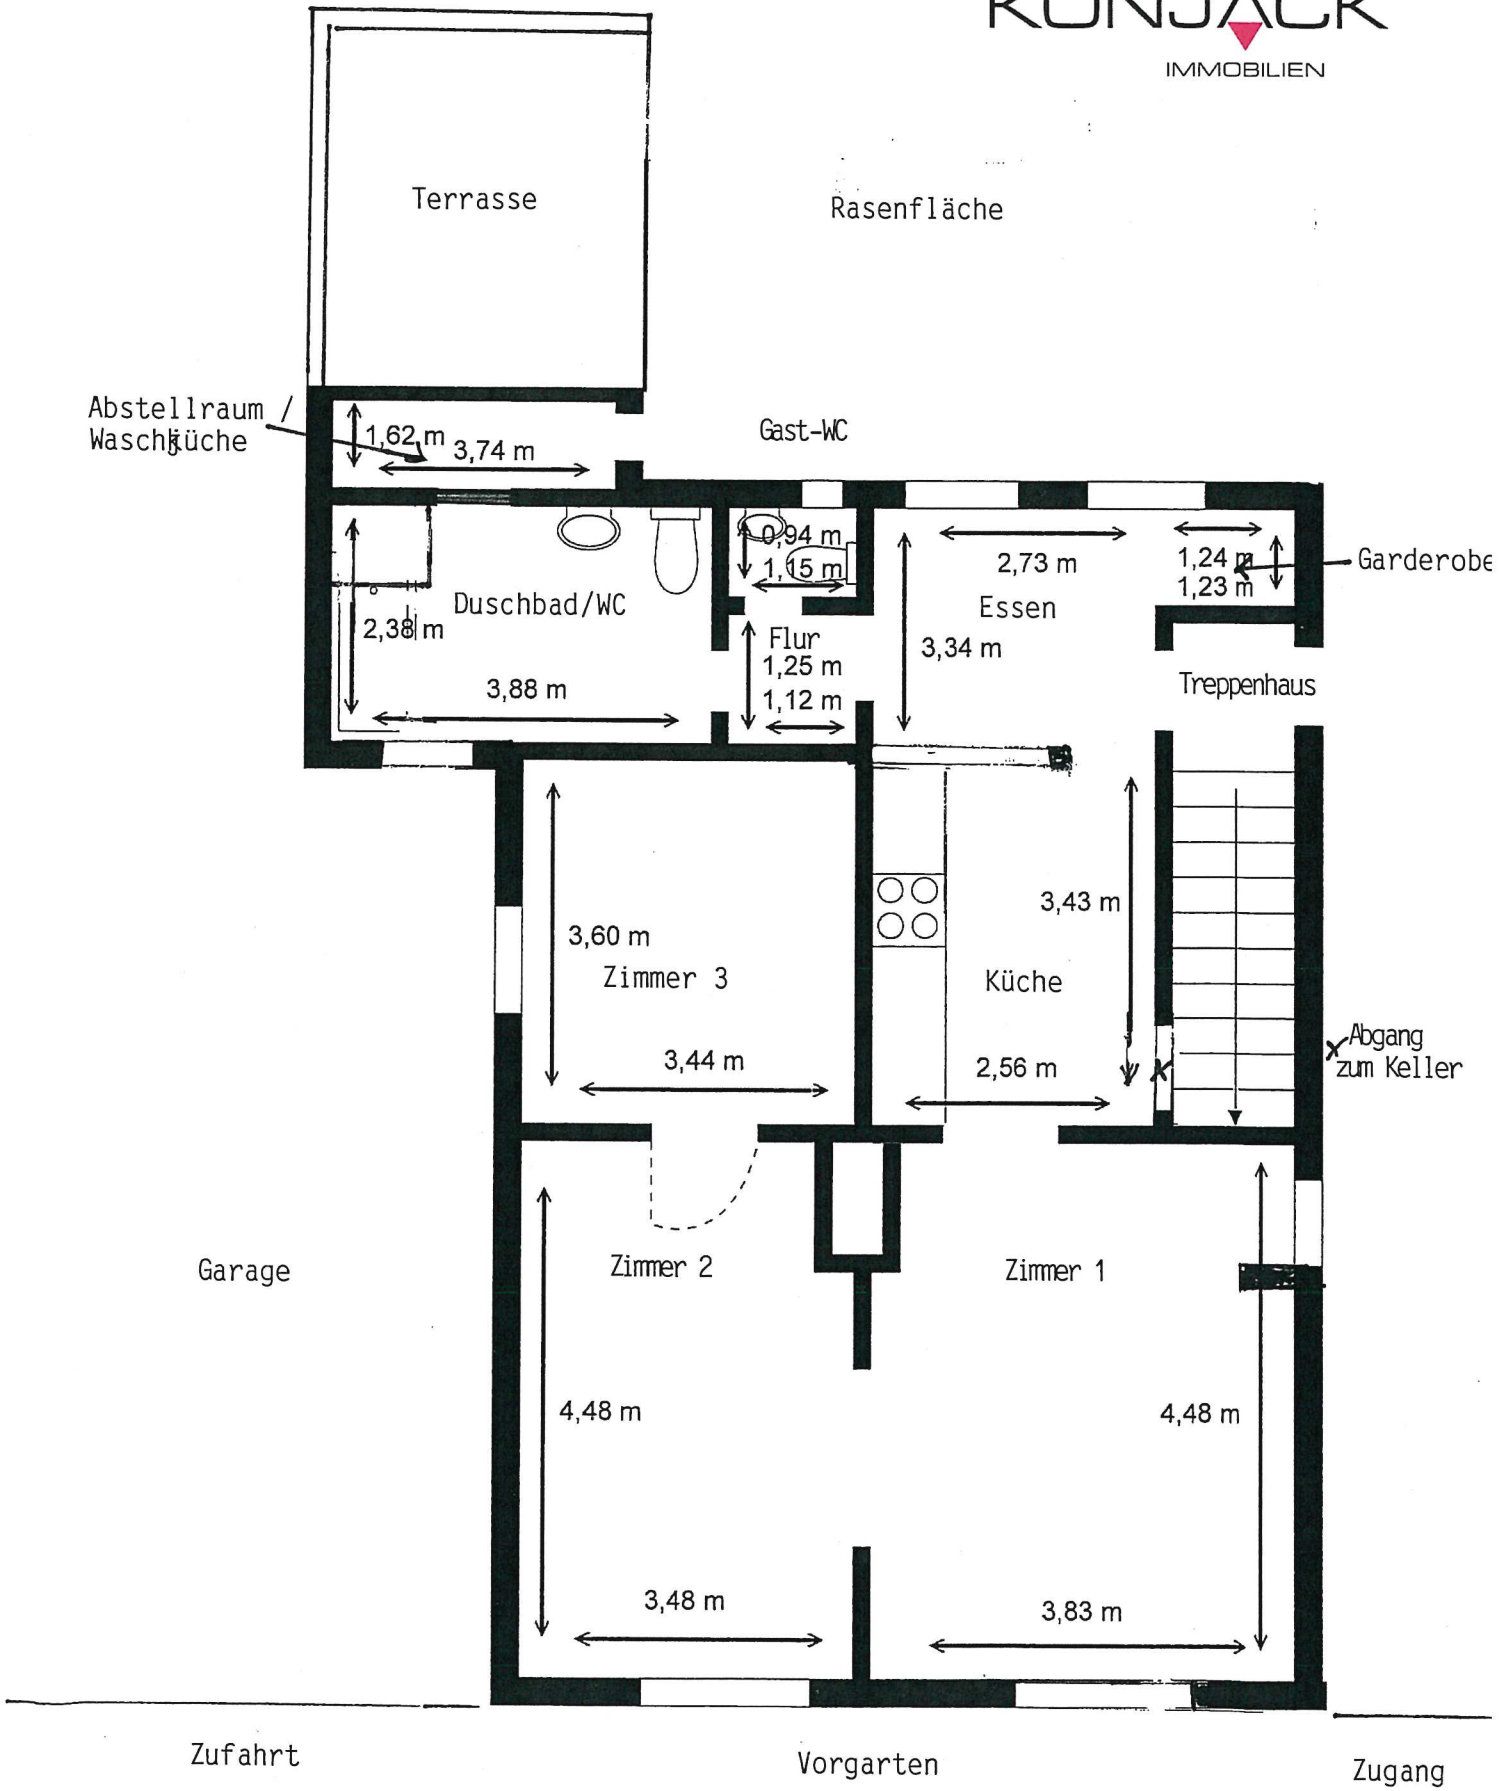 KONJACK
IMMOBILIEN
Terrasse
Rasenfläche
Abstellraum /
Waschküche
1,62 m
3,74 m
Gast-WC
0,94 m
1,15 m
2,73 m
1,24 m
1,23 m
Garderobe
Essen
Duschbad/WC
2,38 m
3,88 m
Flur
1,25 m
1,12 m
3,34 m
Treppenhaus
3,60 m
Zimmer 3
3,44 m
3,43 m
Küche
2,56 m
Abgang
zum Keller
Garage
Zimmer 2
Zimmer 1
4,48 m
4,48 m
3,48 m
3,83 m
Zufahrt
Vorgarten
Zugang